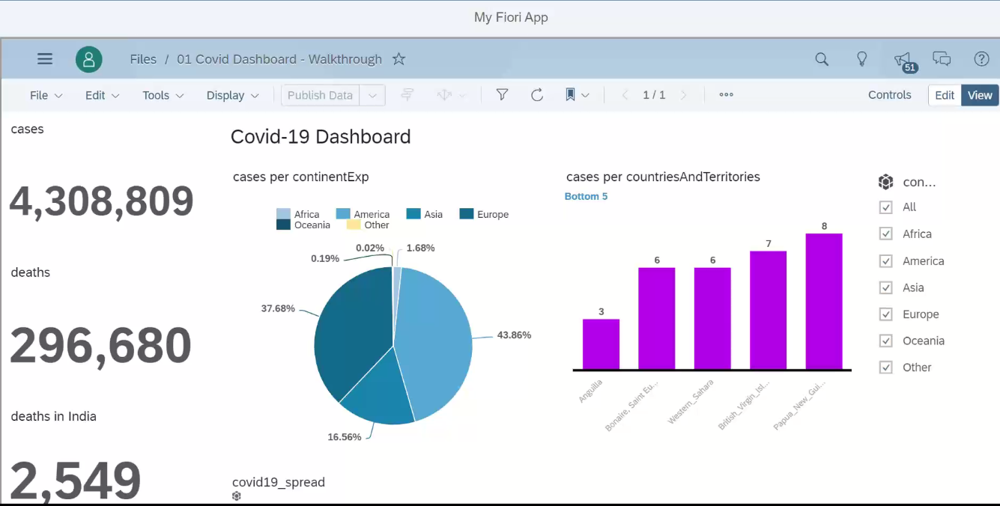 My Fiori App
Files / 01 Covid Dashboard - Walkthrough
51
File Edit Tools Display Publish Data 1 / 1 Controls Edit View
cases
4,308,809
deaths
296,680
deaths in India
2,549
Covid-19 Dashboard
cases per continentExp
Africa America Asia Europe
Oceania Other
0.02% 1.68%
0.19%
37.68%
43.86%
16.56%
covid19_spread
cases per countriesAndTerritories
Bottom 5
3 6 6 7 8
Anguilla
Bonaire, Saint Eu...
Western_Sahara
British_Virgin_Isl...
Papua_New_Gui...
con...
All
Africa
America
Asia
Europe
Oceania
Other